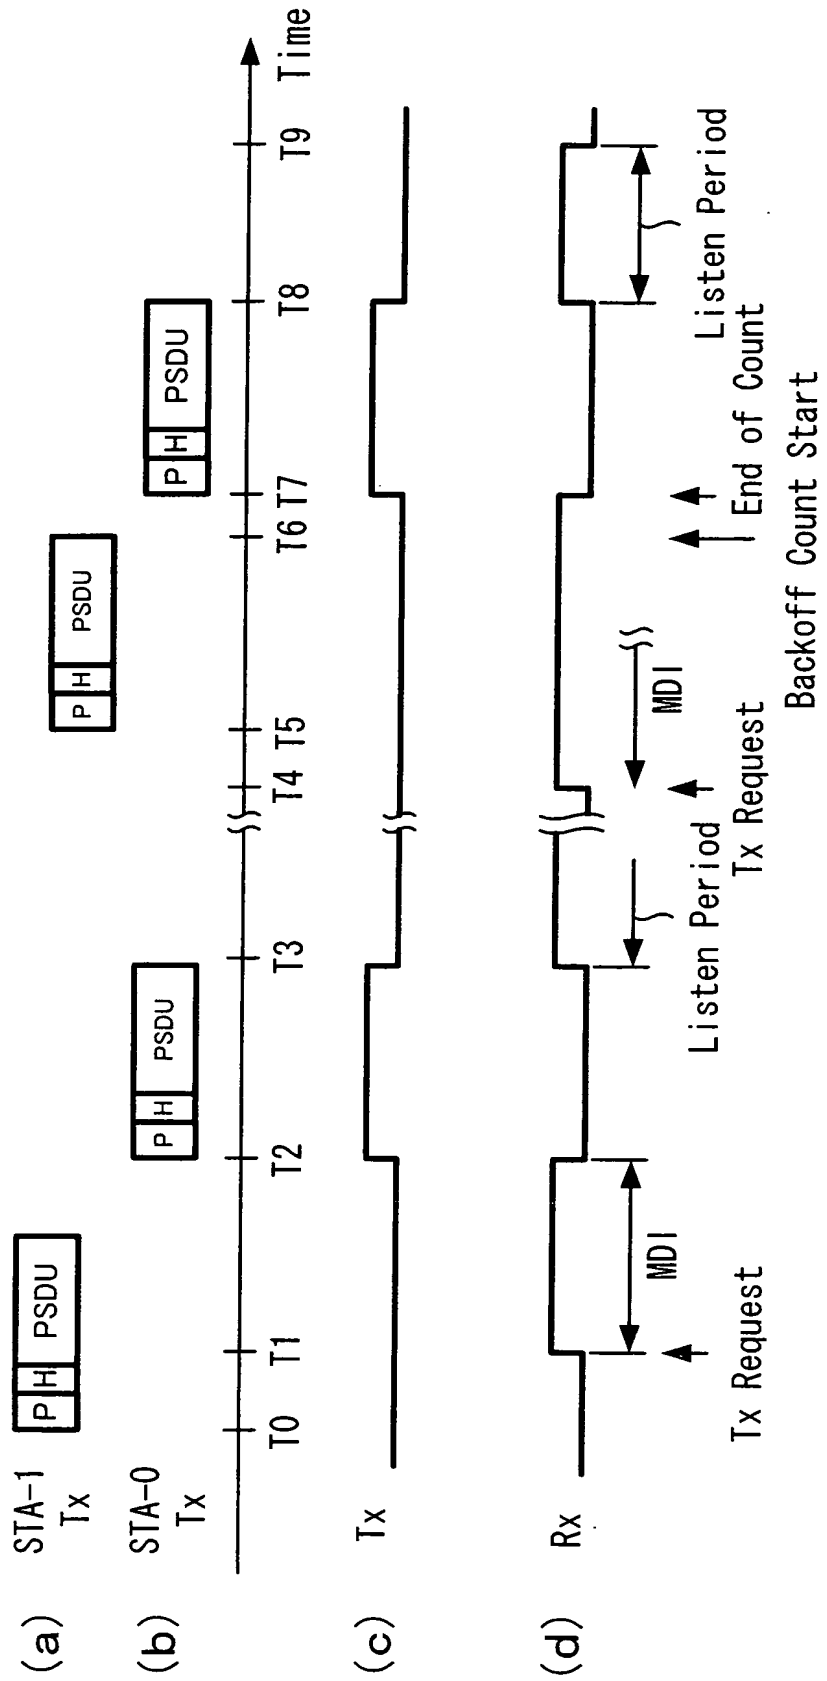 (a)
STA-1
Tx
P H PSDU
P H PSDU
(b)
STA-0
Tx
P H PSDU
P H PSDU
T0 T1 T2 T3 T4 T5 T6 T7 T8 T9 Time
(c)
Tx
(d)
Rx
MDI
Listen Period
MDI
Listen Period
Tx Request
Tx Request
End of Count
Backoff Count Start